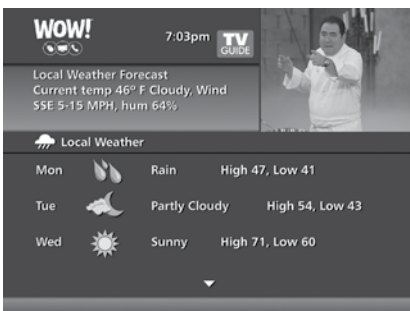 WOW!
7:03pm
TV
GUIDE
Local Weather Forecast
Current temp 46° F Cloudy, Wind
SSE 5-15 MPH, hum 64%
Local Weather
Mon Rain High 47, Low 41
Tue Partly Cloudy High 54, Low 43
Wed Sunny High 71, Low 60